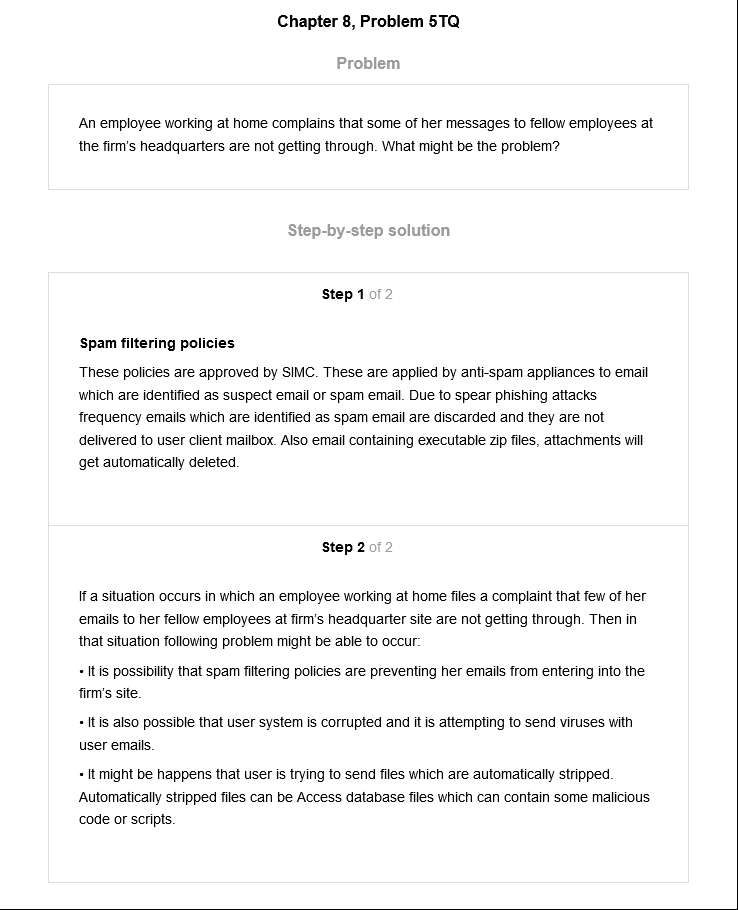 Chapter 8, Problem 5TQ
Problem
An employee working at home complains that some of her messages to fellow employees at
the firm's headquarters are not getting through. What might be the problem?
Step-by-step solution
Step 1 of 2
Spam filtering policies
These policies are approved by SIMC. These are applied by anti-spam appliances to email
which are identified as suspect email or spam email. Due to spear phishing attacks
frequency emails which are identified as spam email are discarded and they are not
delivered to user client mailbox. Also email containing executable zip files, attachments will
get automatically deleted.
Step 2 of 2
If a situation occurs in which an employee working at home files a complaint that few of her
emails to her fellow employees at firm's headquarter site are not getting through. Then in
that situation following problem might be able to occur:
• It is possibility that spam filtering policies are preventing her emails from entering into the
firm's site.
• It is also possible that user system is corrupted and it is attempting to send viruses with
user emails.
• It might be happens that user is trying to send files which are automatically stripped.
Automatically stripped files can be Access database files which can contain some malicious
code or scripts.